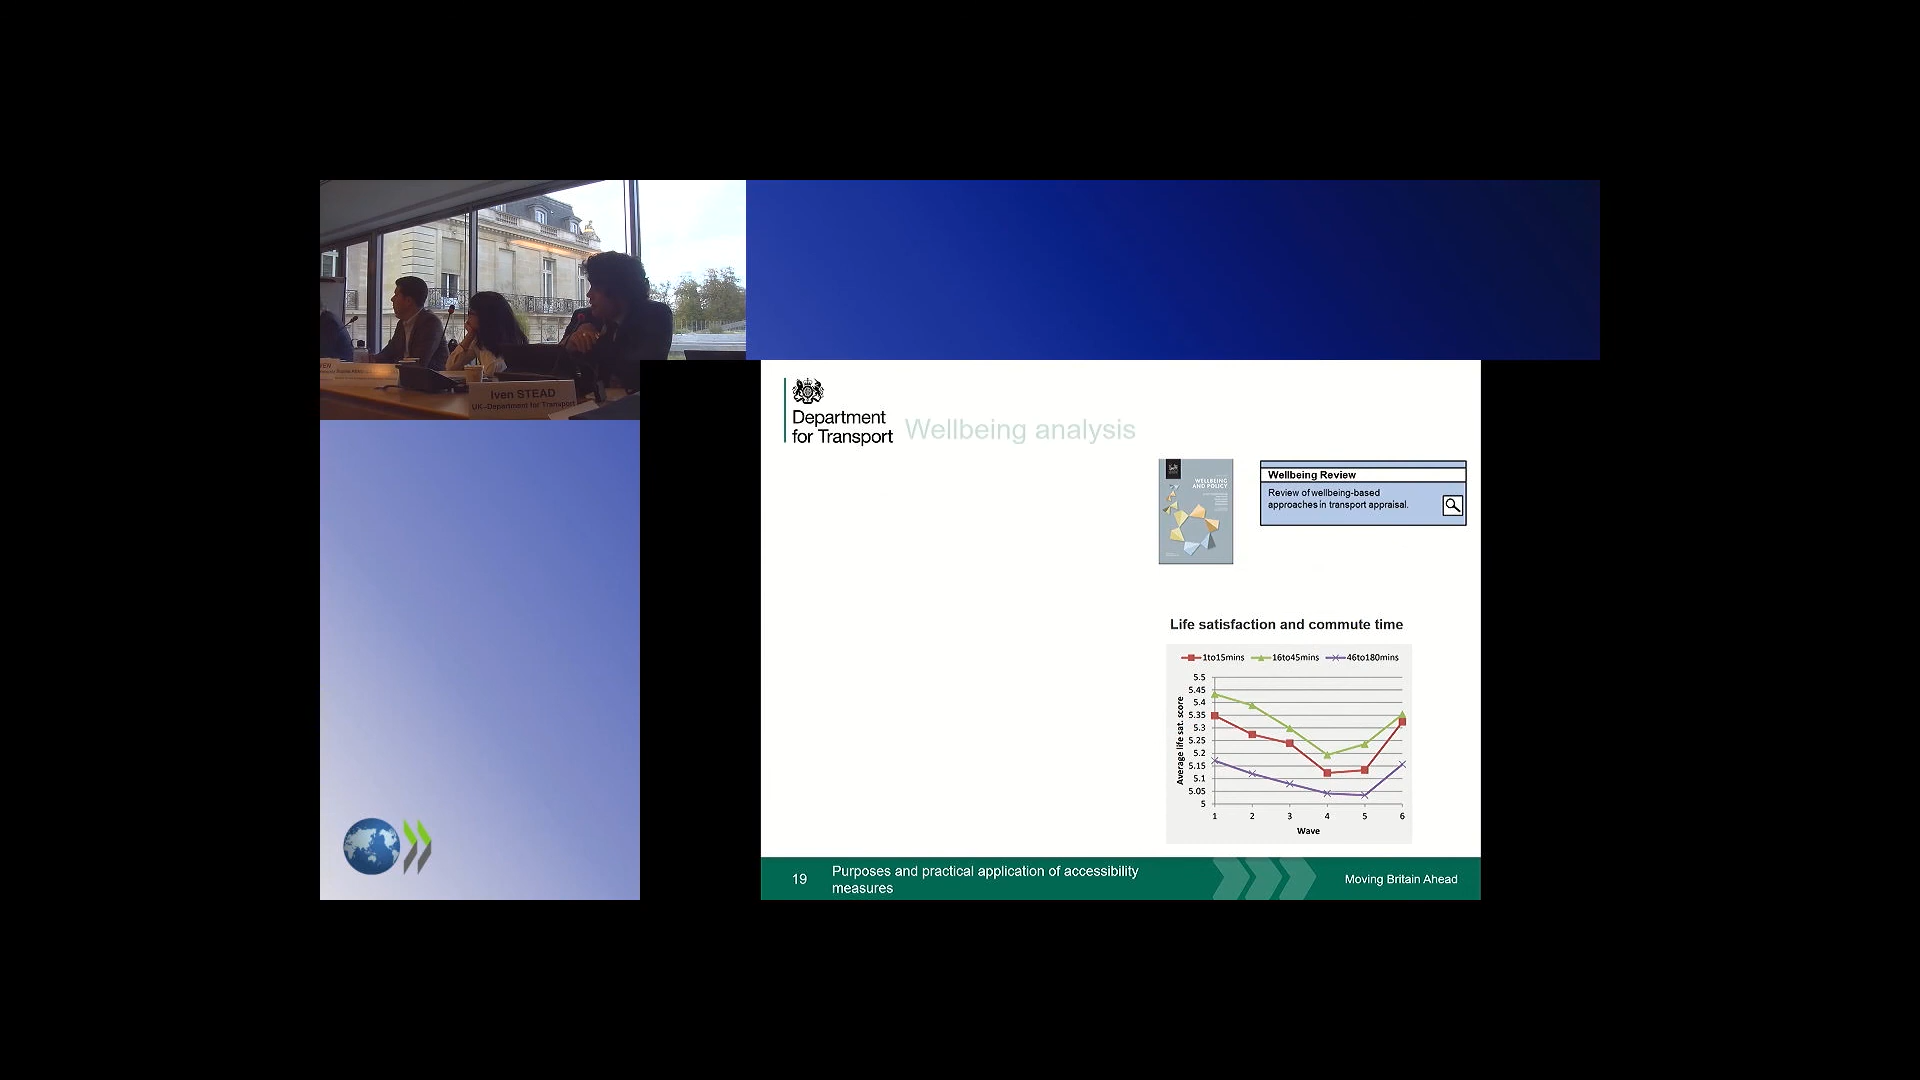 Iven STEAD
UK–Department for Transport
Department
for Transport
Wellbeing analysis
WELLBEING
AND POLICY
Wellbeing Review
Review of wellbeing-based
approaches in transport appraisal.
Life satisfaction and commute time
1to15mins 16to45mins 46to180mins
Average life sat. score
5.5
5.45
5.4
5.35
5.3
5.25
5.2
5.15
5.1
5.05
5
1 2 3 4 5 6
Wave
19
Purposes and practical application of accessibility
measures
Moving Britain Ahead